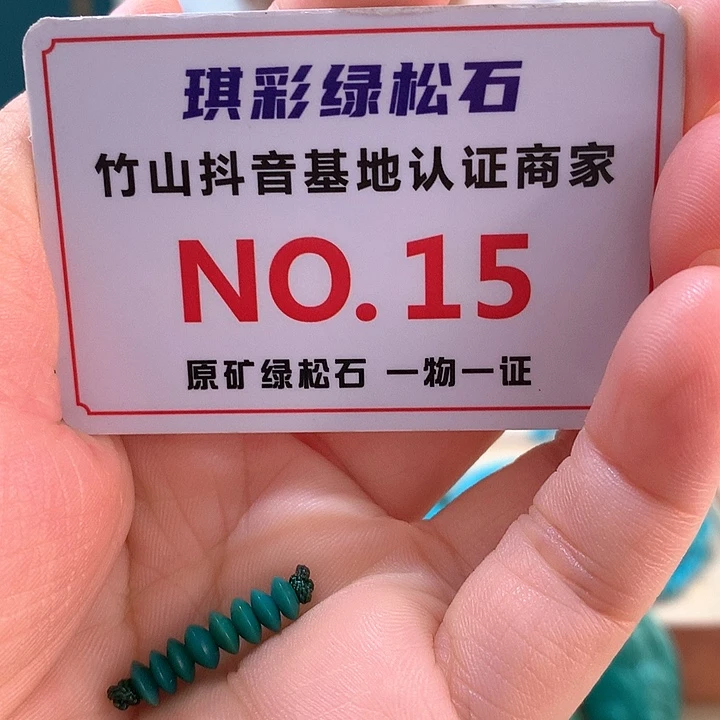 琪彩绿松石
竹山抖音基地认证商家
NO. 15
原矿绿松石 一物一证